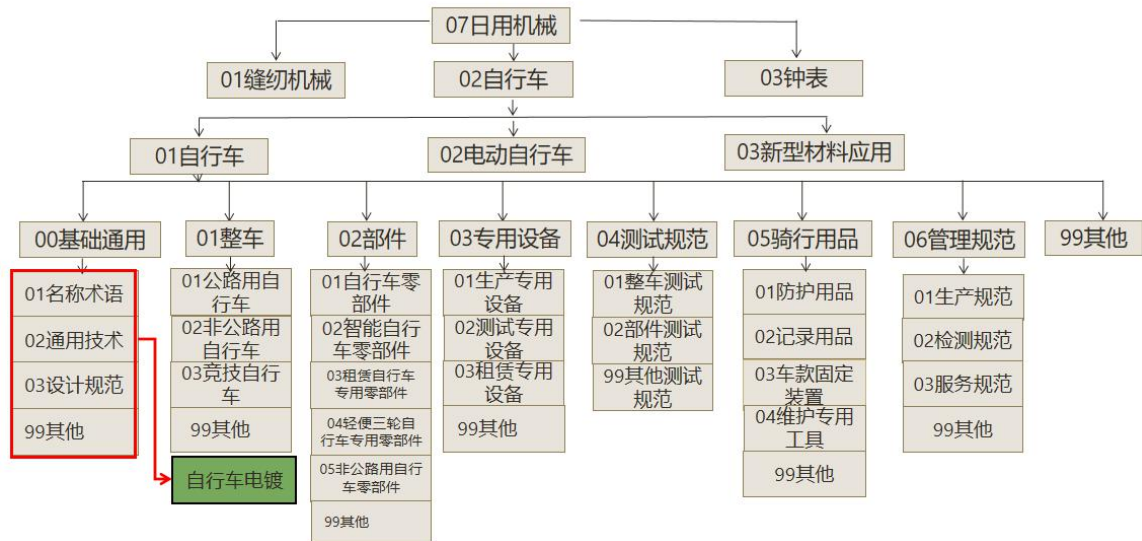 07日用机械
01缝纫机械
02自行车
03钟表
01自行车
02电动自行车
03新型材料应用
00基础通用
01整车
02部件
03专用设备
04测试规范
05骑行用品
06管理规范
99其他
01名称术语
02通用技术
03设计规范
99其他
01公路用自
行车
02非公路用
自行车
03竞技自行
车
99其他
自行车电镀
01自行车零
部件
02智能自行
车零部件
03租赁自行车
专用零部件
04轻便三轮自
行车专用零部件
05非公路用自行
车零部件
99其他
01生产专用
设备
02测试专用
设备
03租赁专用
设备
99其他
01整车测试
规范
02部件测试
规范
99其他测试
规范
01防护用品
02记录用品
03车款固定
装置
04维护专用
工具
99其他
01生产规范
02检测规范
03服务规范
99其他